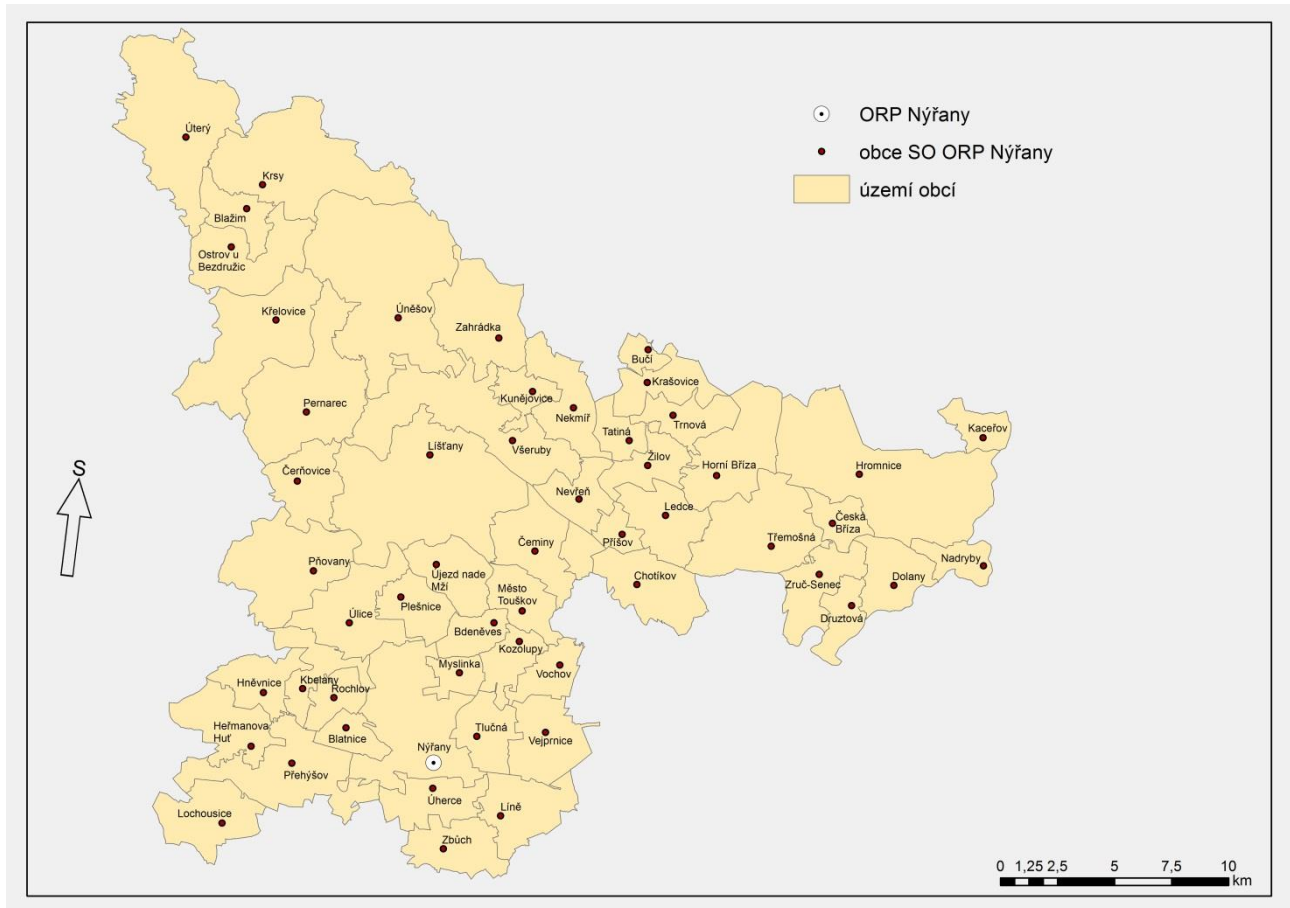 ORP Nýřany
obce SO ORP Nýřany
území obcí
Úterý
Krsy
Blažim
Ostrov u
Bezdružic
Křelovice
Úněšov
Zahrádka
Bučí
Krašovice
Kunějovice
Nekmíř
Trnová
Pernarec
Kaceřov
Tatiná
Líšťany
Všeruby
Žilov
Horní Bříza
Hromnice
Čerňovice
S
Nevřeň
Ledce
Česká
Bříza
Příšov
Třemošná
Čeminy
Nadryby
Pňovany
Újezd nade
Mží
Chotíkov
Zruč-Senec
Dolany
Plešnice
Město
Touškov
Úlice
Druztová
Bdeněves
Kozolupy
Myslinka
Vochov
Hněvnice
Kbelany
Rochlov
Heřmanova
Huť
Blatnice
Tlučná
Vejprnice
Nýřany
Přehýšov
Úherce
Líně
Lochousice
Zbůch
0 1,25 2,5 5 7,5 10
km